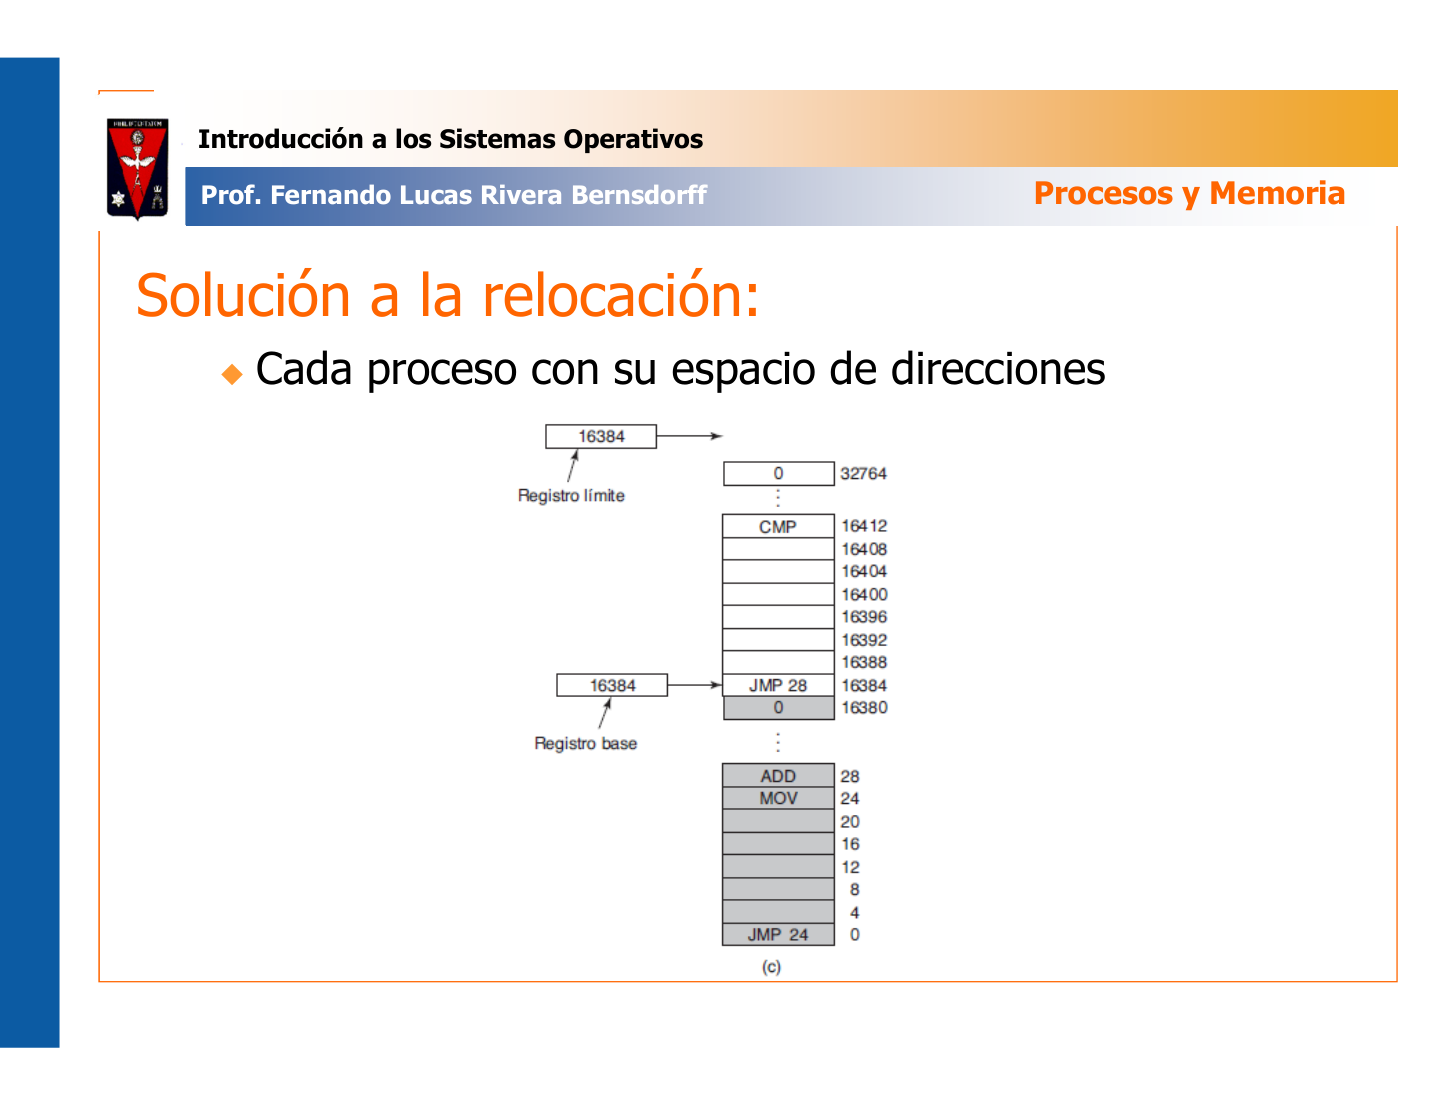 Introducción a los Sistemas Operativos
Prof. Fernando Lucas Rivera Bernsdorff
Procesos y Memoria
Solución a la relocación:
Cada proceso con su espacio de direcciones
16384
Registro límite
0 32764
CMP 16412
16408
16404
16400
16396
16392
16388
16384 JMP 28 16384
0 16380
Registro base
ADD 28
MOV 24
20
16
12
8
4
JMP 24 0
(c)